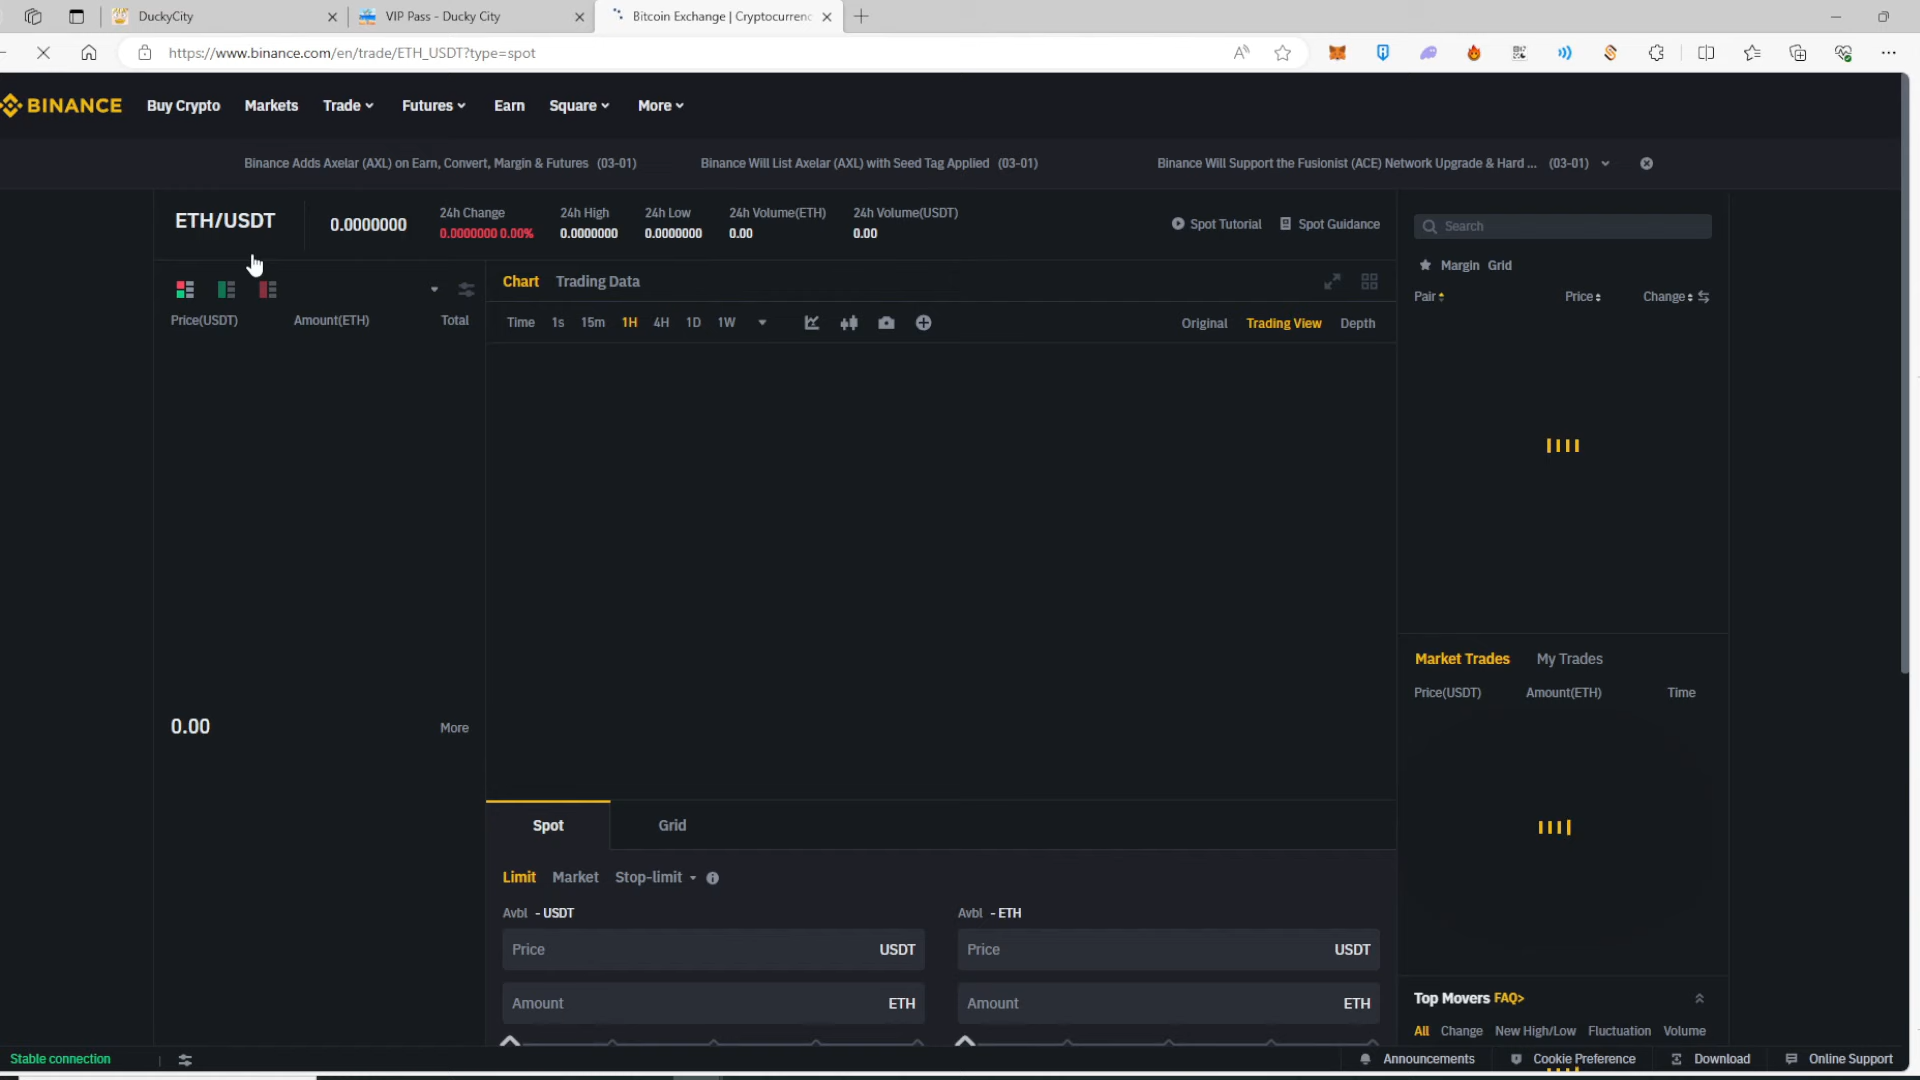 DuckyCity
VIP Pass - Ducky City
Bitcoin Exchange | Cryptocurrenc
https://www.binance.com/en/trade/ETH_USDT?type=spot
BINANCE Buy Crypto Markets Trade Futures Earn Square More
Binance Adds Axelar (AXL) on Earn, Convert, Margin & Futures (03-01) Binance Will List Axelar (AXL) with Seed Tag Applied (03-01) Binance Will Support the Fusionist (ACE) Network Upgrade & Hard ... (03-01)
24h Change 24h High 24h Low 24h Volume(ETH) 24h Volume(USDT)
ETH/USDT 0.0000000 0.0000000 0.00% 0.0000000 0.0000000 0.00 0.00
Spot Tutorial Spot Guidance
Search
Margin Grid
Pair Price Change
Chart Trading Data
Price(USDT) Amount(ETH) Total
Time 1s 15m 1H 4H 1D 1W Original Trading View Depth
0.00 More
Market Trades My Trades
Price(USDT) Amount(ETH) Time
Spot Grid
Limit Market Stop-limit
Avbl - USDT Avbl - ETH
Price USDT Price USDT
Amount ETH Amount ETH
Top Movers FAQ>
All Change New High/Low Fluctuation Volume
Stable connection Announcements Cookie Preference Download Online Support